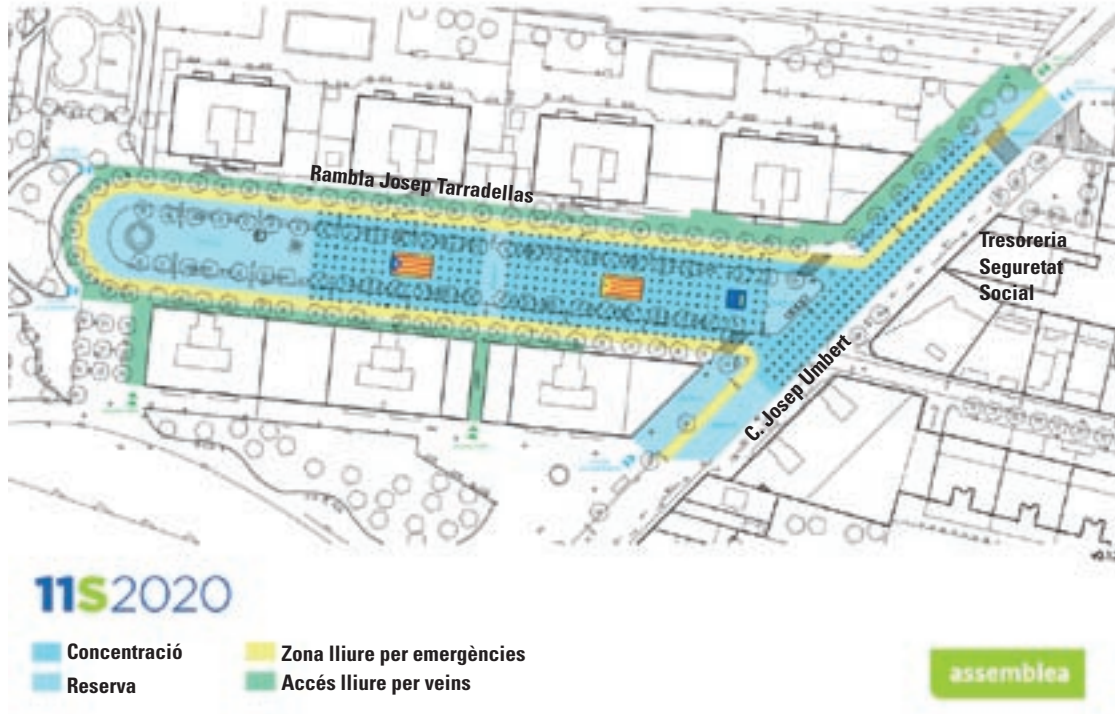 Rambla Josep Tarradellas
Tresoreria
Seguretat
Social
C. Josep Umbert
11S2020
Concentració
Reserva
Zona lliure per emergències
Accés lliure per veins
assemblea